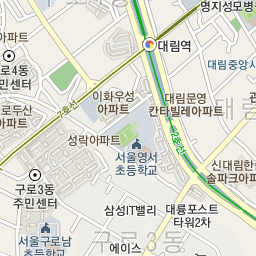 명지성모병
대림역
구로4동
주민센터
대림중앙시
이화우성
아파트
로두산
아파트
7호선
대림문영
칸타빌레아파트
대림
관
성락아파트
2호선
서울영서
초등학교
신대림한
솔파크아파
구로3동
주민센터
삼성IT밸리
대륭포스트
타워2차
서울구로남
초등학교
구로3동
에이스